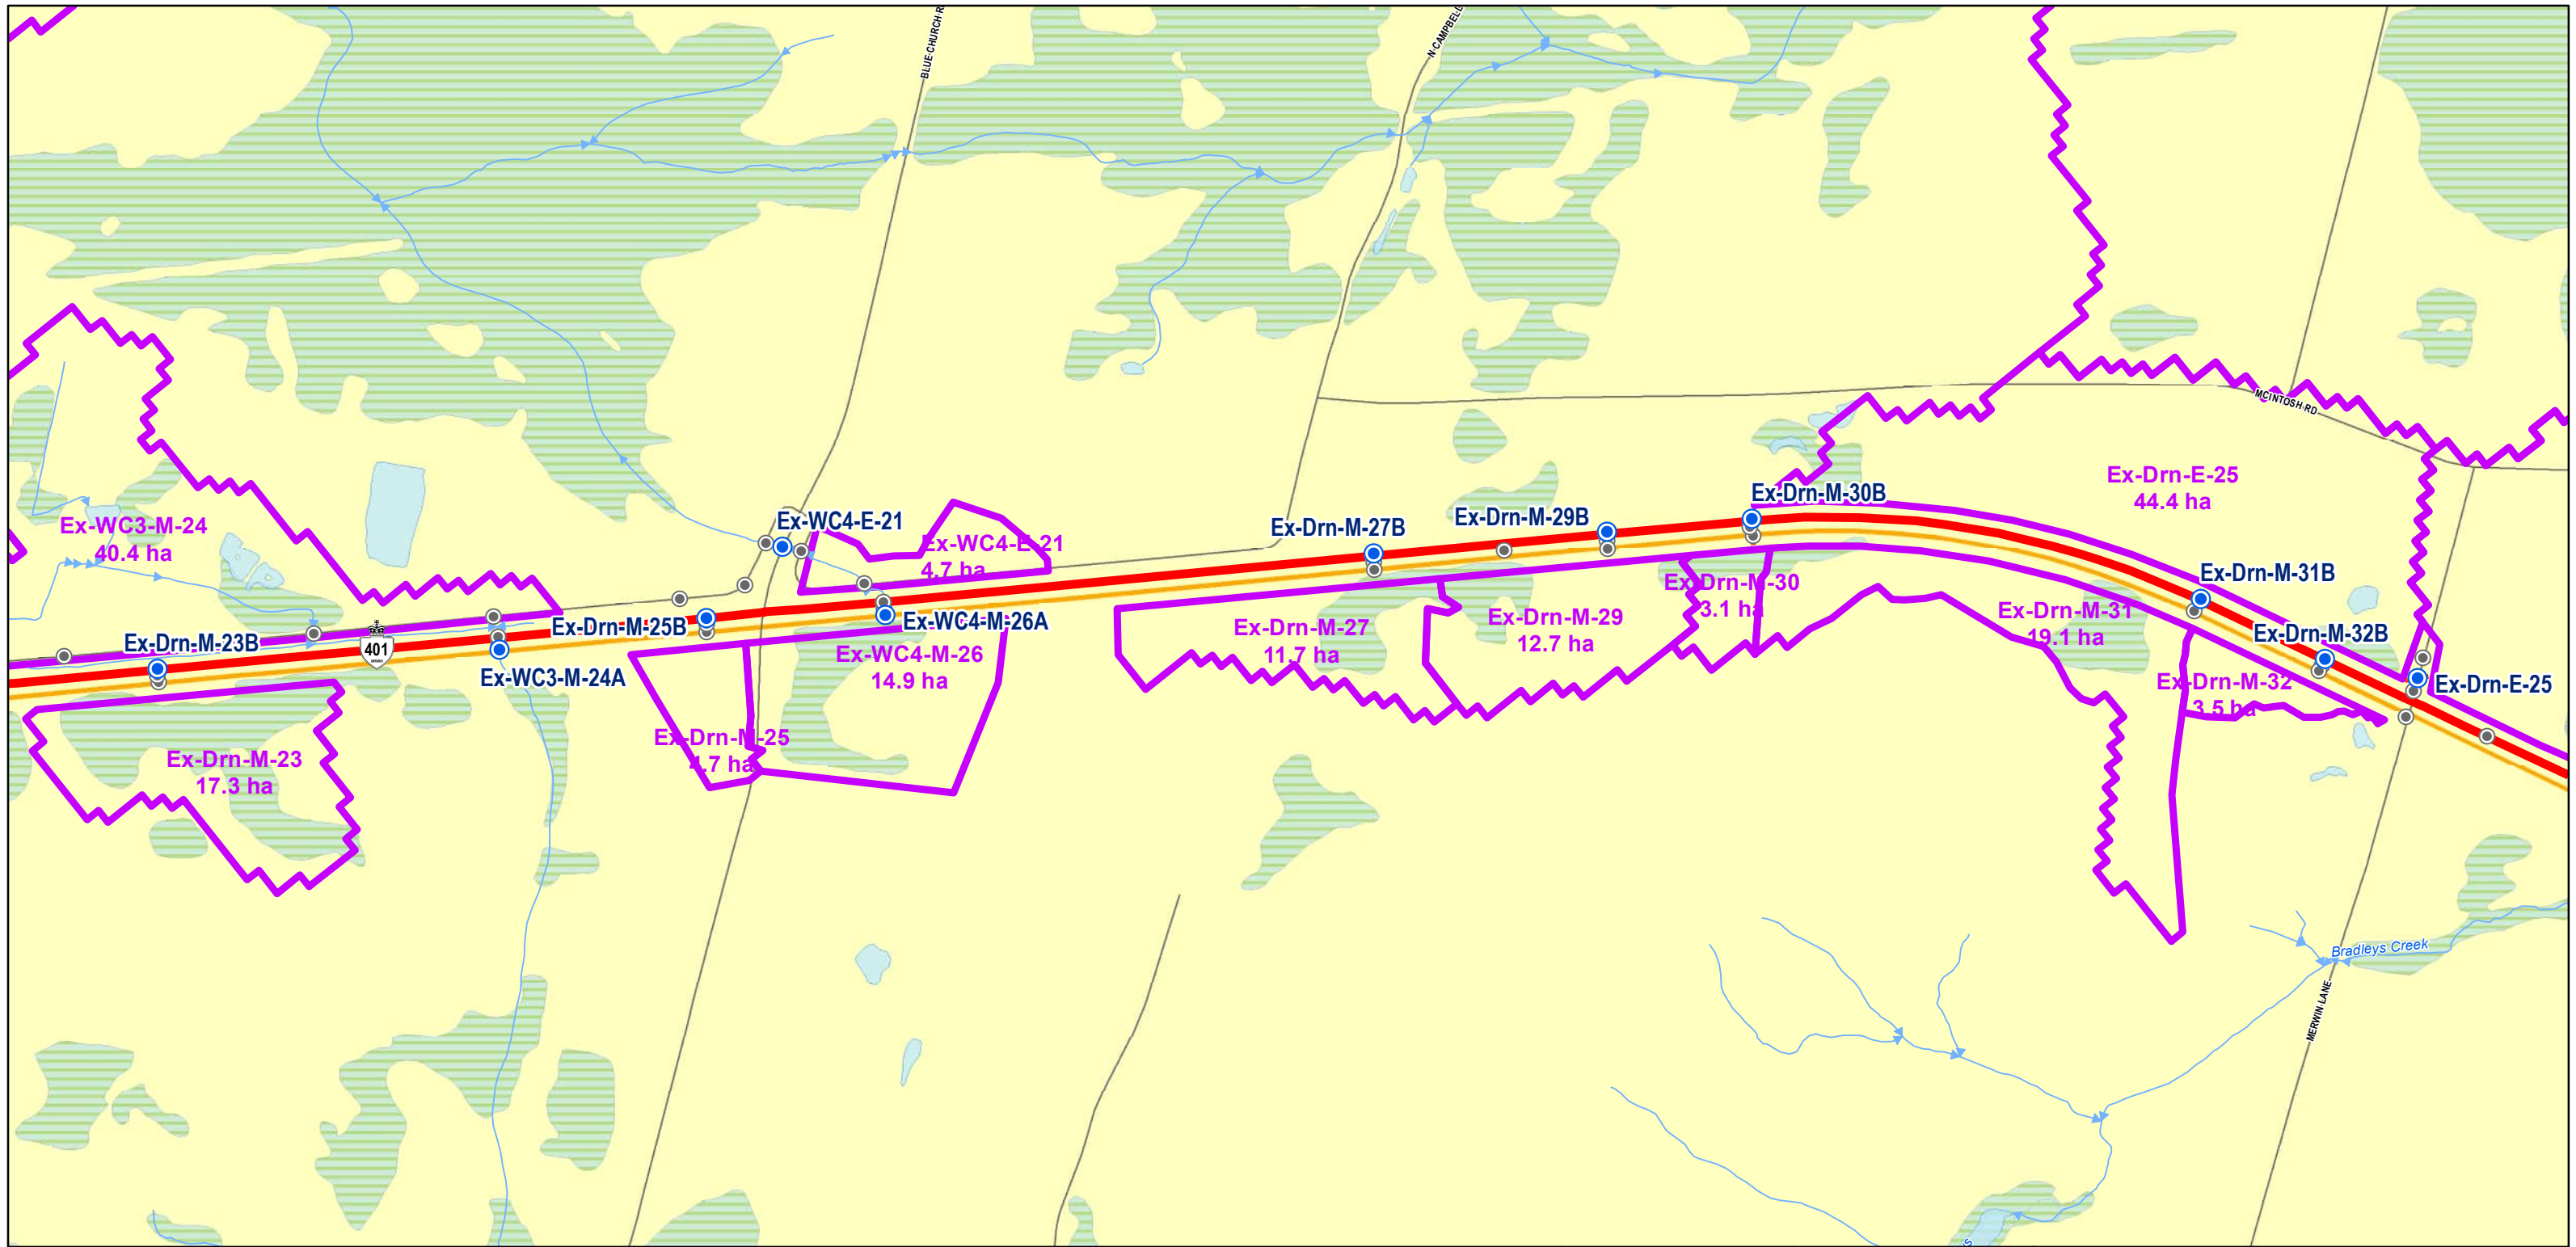 BLUE CHURCH R
N CAMPBELL
MCINTOSH RD
Ex-Drn-E-25
44.4 ha
Ex-Drn-M-30B
Ex-WC3-M-24
40.4 ha
Ex-WC4-E-21
Ex-WC4-E-21
4.7 ha
Ex-Drn-M-27B
Ex-Drn-M-29B
Ex-Drn-M-31B
Ex-Drn-M-30
3.1 ha
Ex-Drn-M-29
12.7 ha
Ex-Drn-M-31
19.1 ha
Ex-Drn-M-23B
401
Ex-Drn-M-25B
Ex-WC4-M-26A
Ex-Drn-M-27
11.7 ha
Ex-Drn-M-32B
Ex-WC4-M-26
14.9 ha
Ex-WC3-M-24A
Ex-Drn-M-32
3.5 ha
Ex-Drn-E-25
Ex-Drn-M-25
4.7 ha
Ex-Drn-M-23
17.3 ha
Bradleys Creek
MERWIN LANE